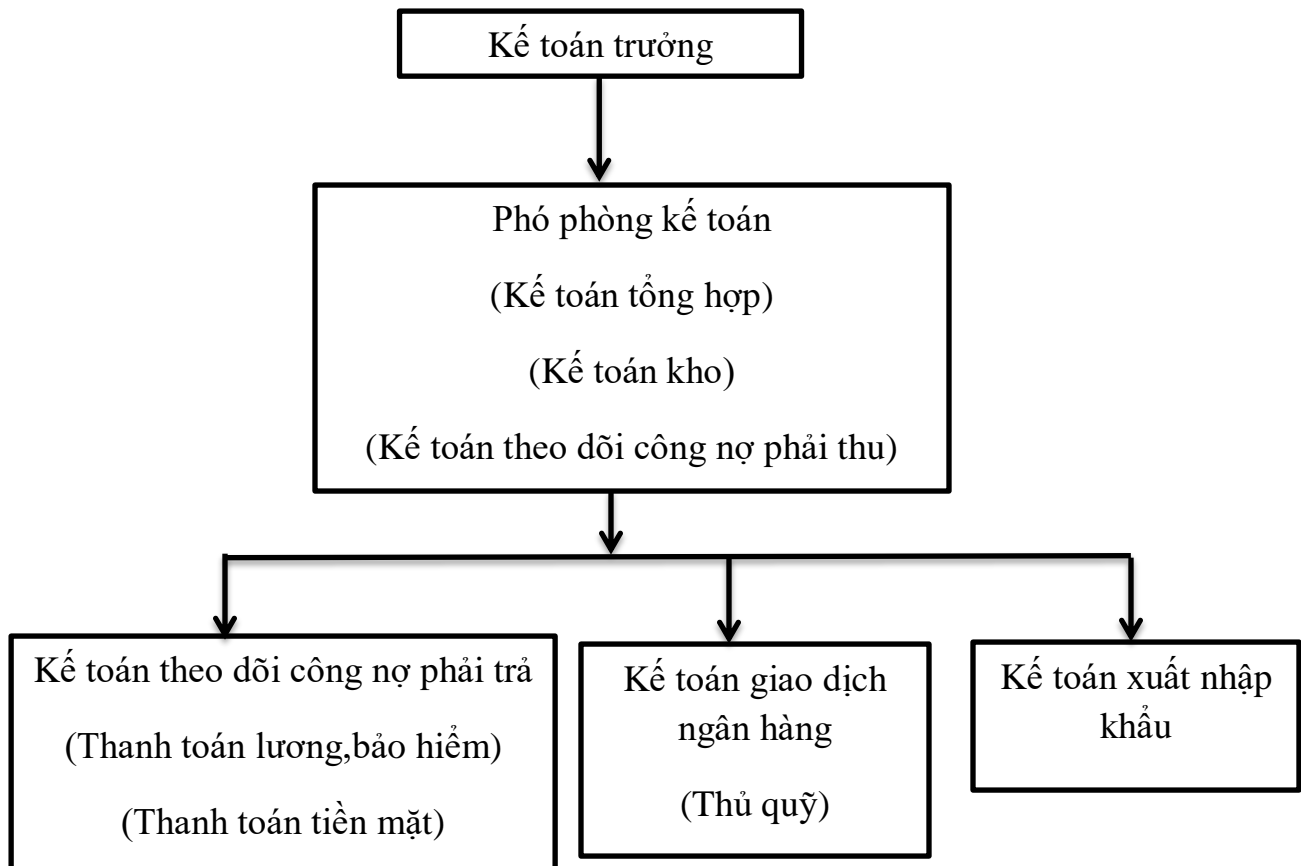 Kế toán trưởng
Phó phòng kế toán
(Kế toán tổng hợp)
(Kế toán kho)
(Kế toán theo dõi công nợ phải thu)
Kế toán theo dõi công nợ phải trả
(Thanh toán lương,bảo hiểm)
(Thanh toán tiền mặt)
Kế toán giao dịch
ngân hàng
(Thủ quỹ)
Kế toán xuất nhập
khẩu